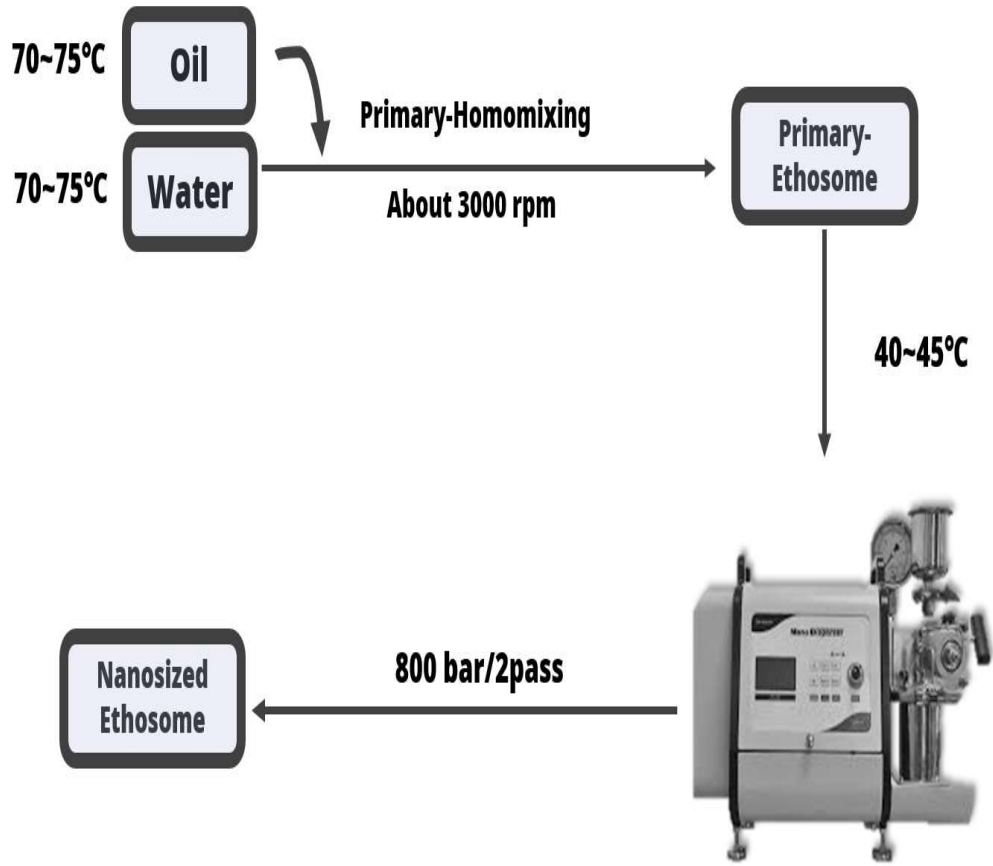 70~75℃
Oil
Primary-Homomixing
70~75℃
Water
About 3000 rpm
Primary-
Ethosome
40~45℃
800 bar/2pass
Nanosized
Ethosome